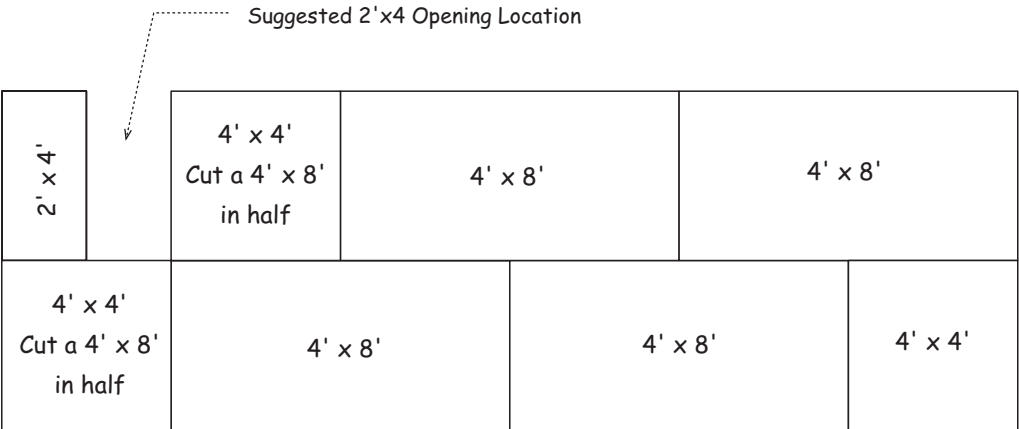 Suggested 2'x4 Opening Location
2' x 4'
4' x 4'
Cut a 4' x 8'
in half
4' x 8'
4' x 8'
4' x 4'
Cut a 4' x 8'
in half
4' x 8'
4' x 8'
4' x 4'